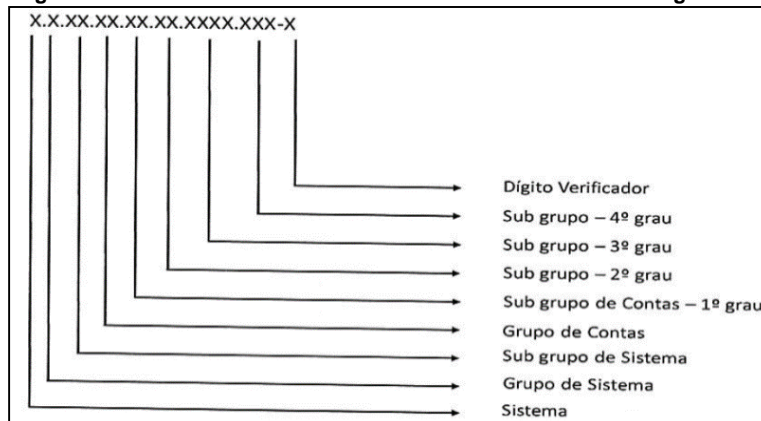 X.X.XX.XX.XX.XX.XXXX.XXX-X
Dígito Verificador
Sub grupo – 4º grau
Sub grupo – 3º grau
Sub grupo – 2º grau
Sub grupo de Contas – 1º grau
Grupo de Contas
Sub grupo de Sistema
Grupo de Sistema
Sistema